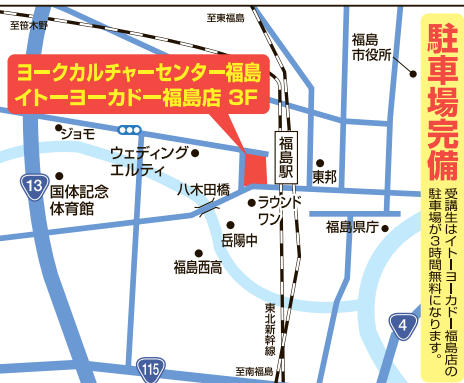 至笹木野
至東福島
福島
市役所
ヨークカルチャーセンター福島
イトーヨーカドー福島店 3F
ジョモ
ウェディング
エルティ
福島駅
東邦
13
国体記念
体育館
八木田橋
ラウンド
ワン
岳陽中
福島県庁
福島西高
東北新幹線
4
115
至南福島
駐車場完備
受講生はイトーヨーカドー福島店の
駐車場が3時間無料になります。